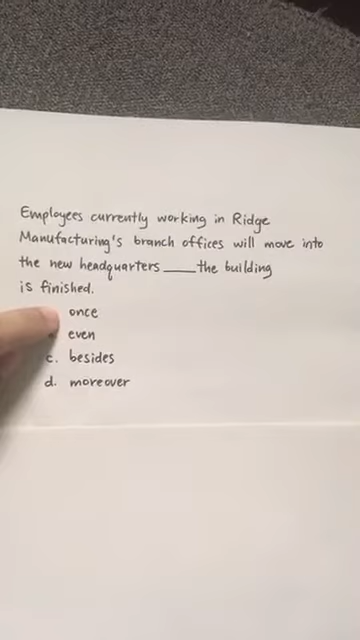 Employees currently working in Ridge
Manufacturing's branch offices will move into
the new headquarters ____ the building
is finished.
once
even
c. besides
d. moreover